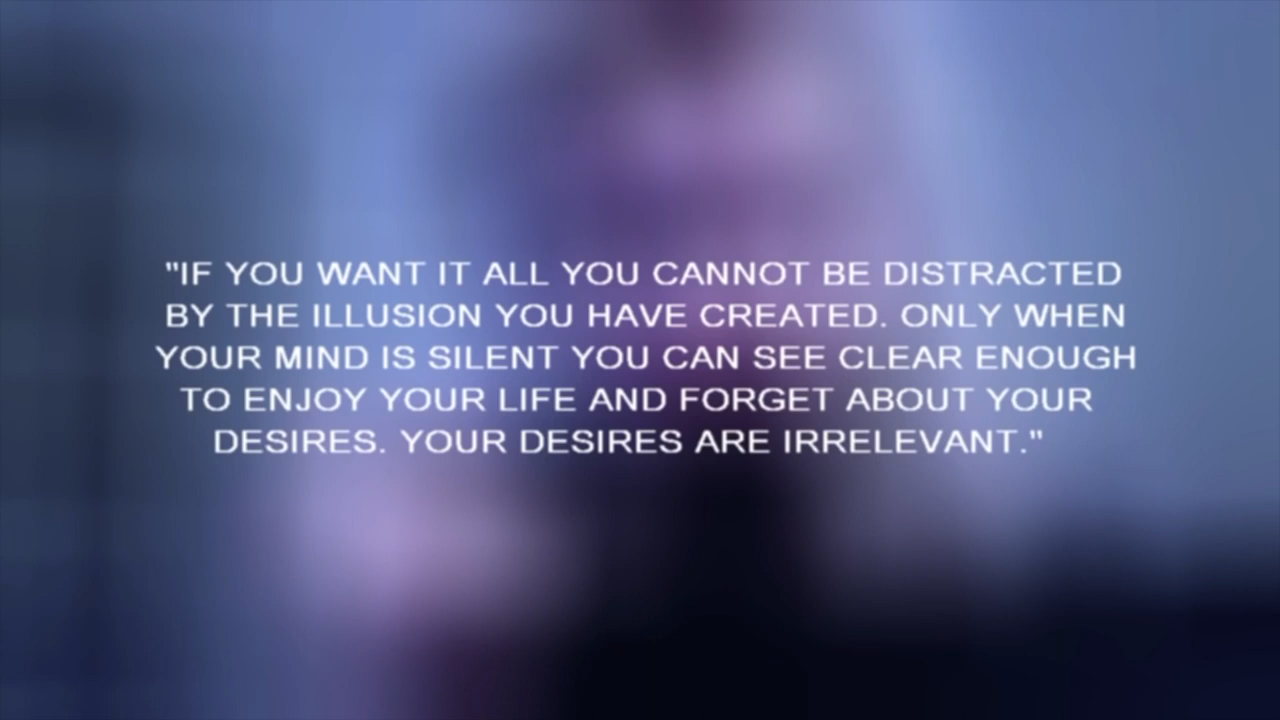 "IF YOU WANT IT ALL YOU CANNOT BE DISTRACTED
BY THE ILLUSION YOU HAVE CREATED. ONLY WHEN
YOUR MIND IS SILENT YOU CAN SEE CLEAR ENOUGH
TO ENJOY YOUR LIFE AND FORGET ABOUT YOUR
DESIRES. YOUR DESIRES ARE IRRELEVANT."